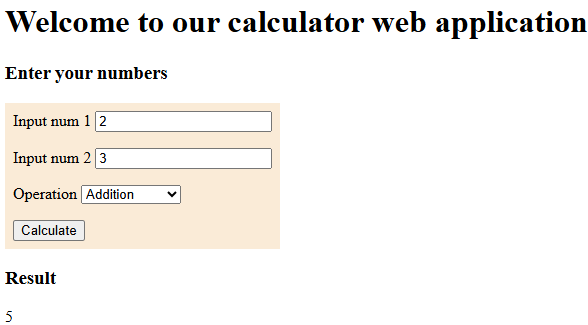 Welcome to our calculator web application
Enter your numbers
Input num 1 2
Input num 2 3
Operation Addition
Calculate
Result
5